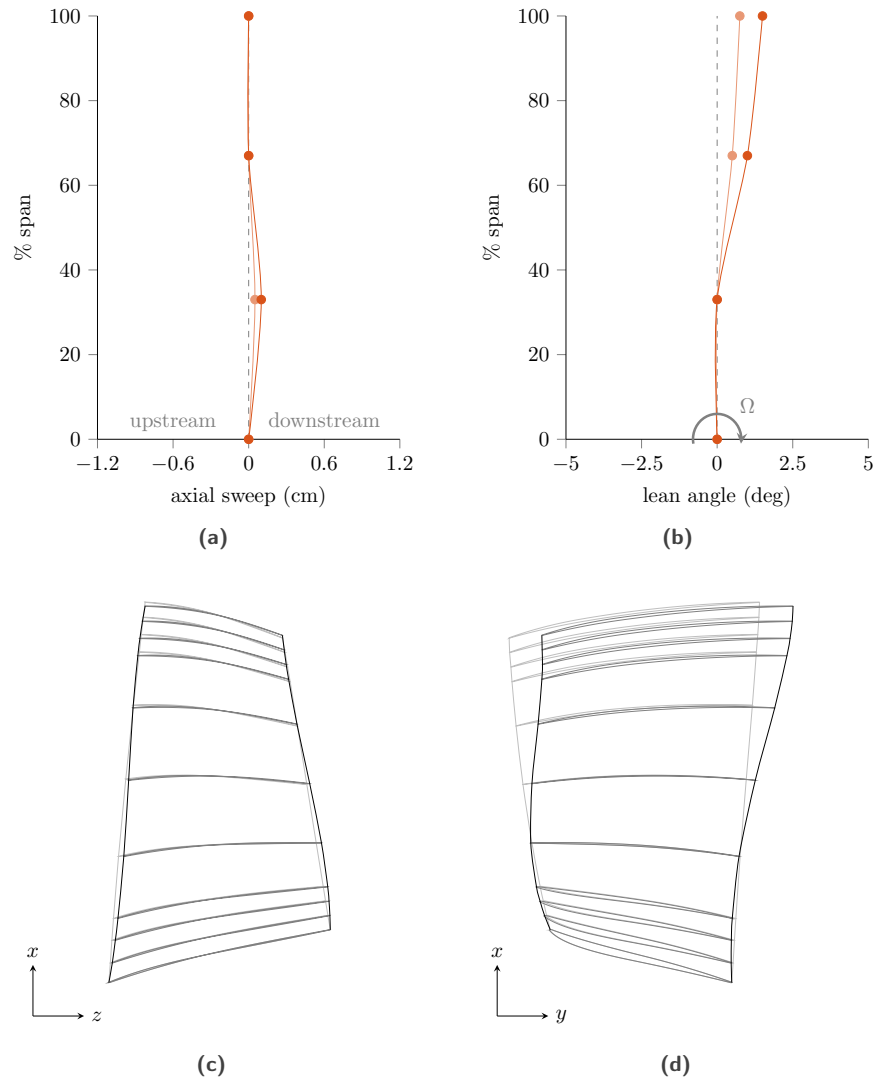 100
80
60
40
20
0
% span
upstream
downstream
−1.2
−0.6
0
0.6
1.2
axial sweep (cm)
(a)
100
80
60
40
20
0
% span
Ω
−5
−2.5
0
2.5
5
lean angle (deg)
(b)
x
z
(c)
x
y
(d)